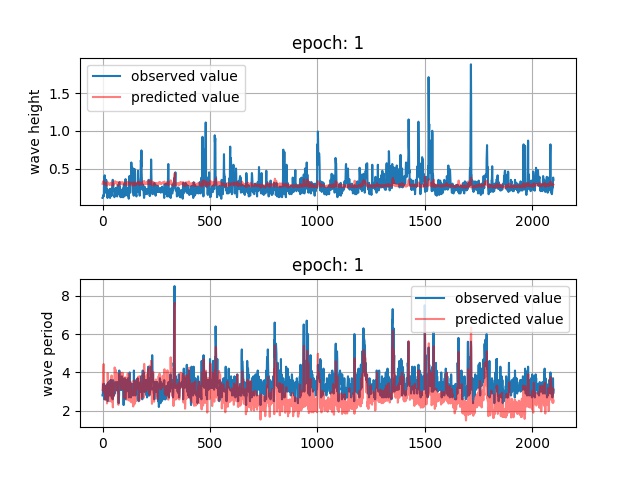 epoch: 1
wave height
1.5
1.0
0.5
observed value
predicted value
0 500 1000 1500 2000
epoch: 1
wave period
8
6
4
2
observed value
predicted value
0 500 1000 1500 2000